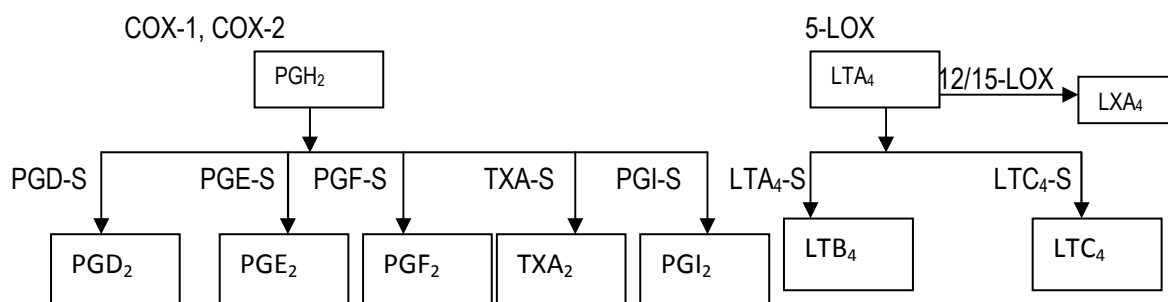 COX-1, COX-2
5-LOX
PGH₂
LTA₄
12/15-LOX
LXA₄
PGD-S
PGE-S
PGF-S
TXA-S
PGI-S
LTA₄-S
LTC₄-S
PGD₂
PGE₂
PGF₂
TXA₂
PGI₂
LTB₄
LTC₄